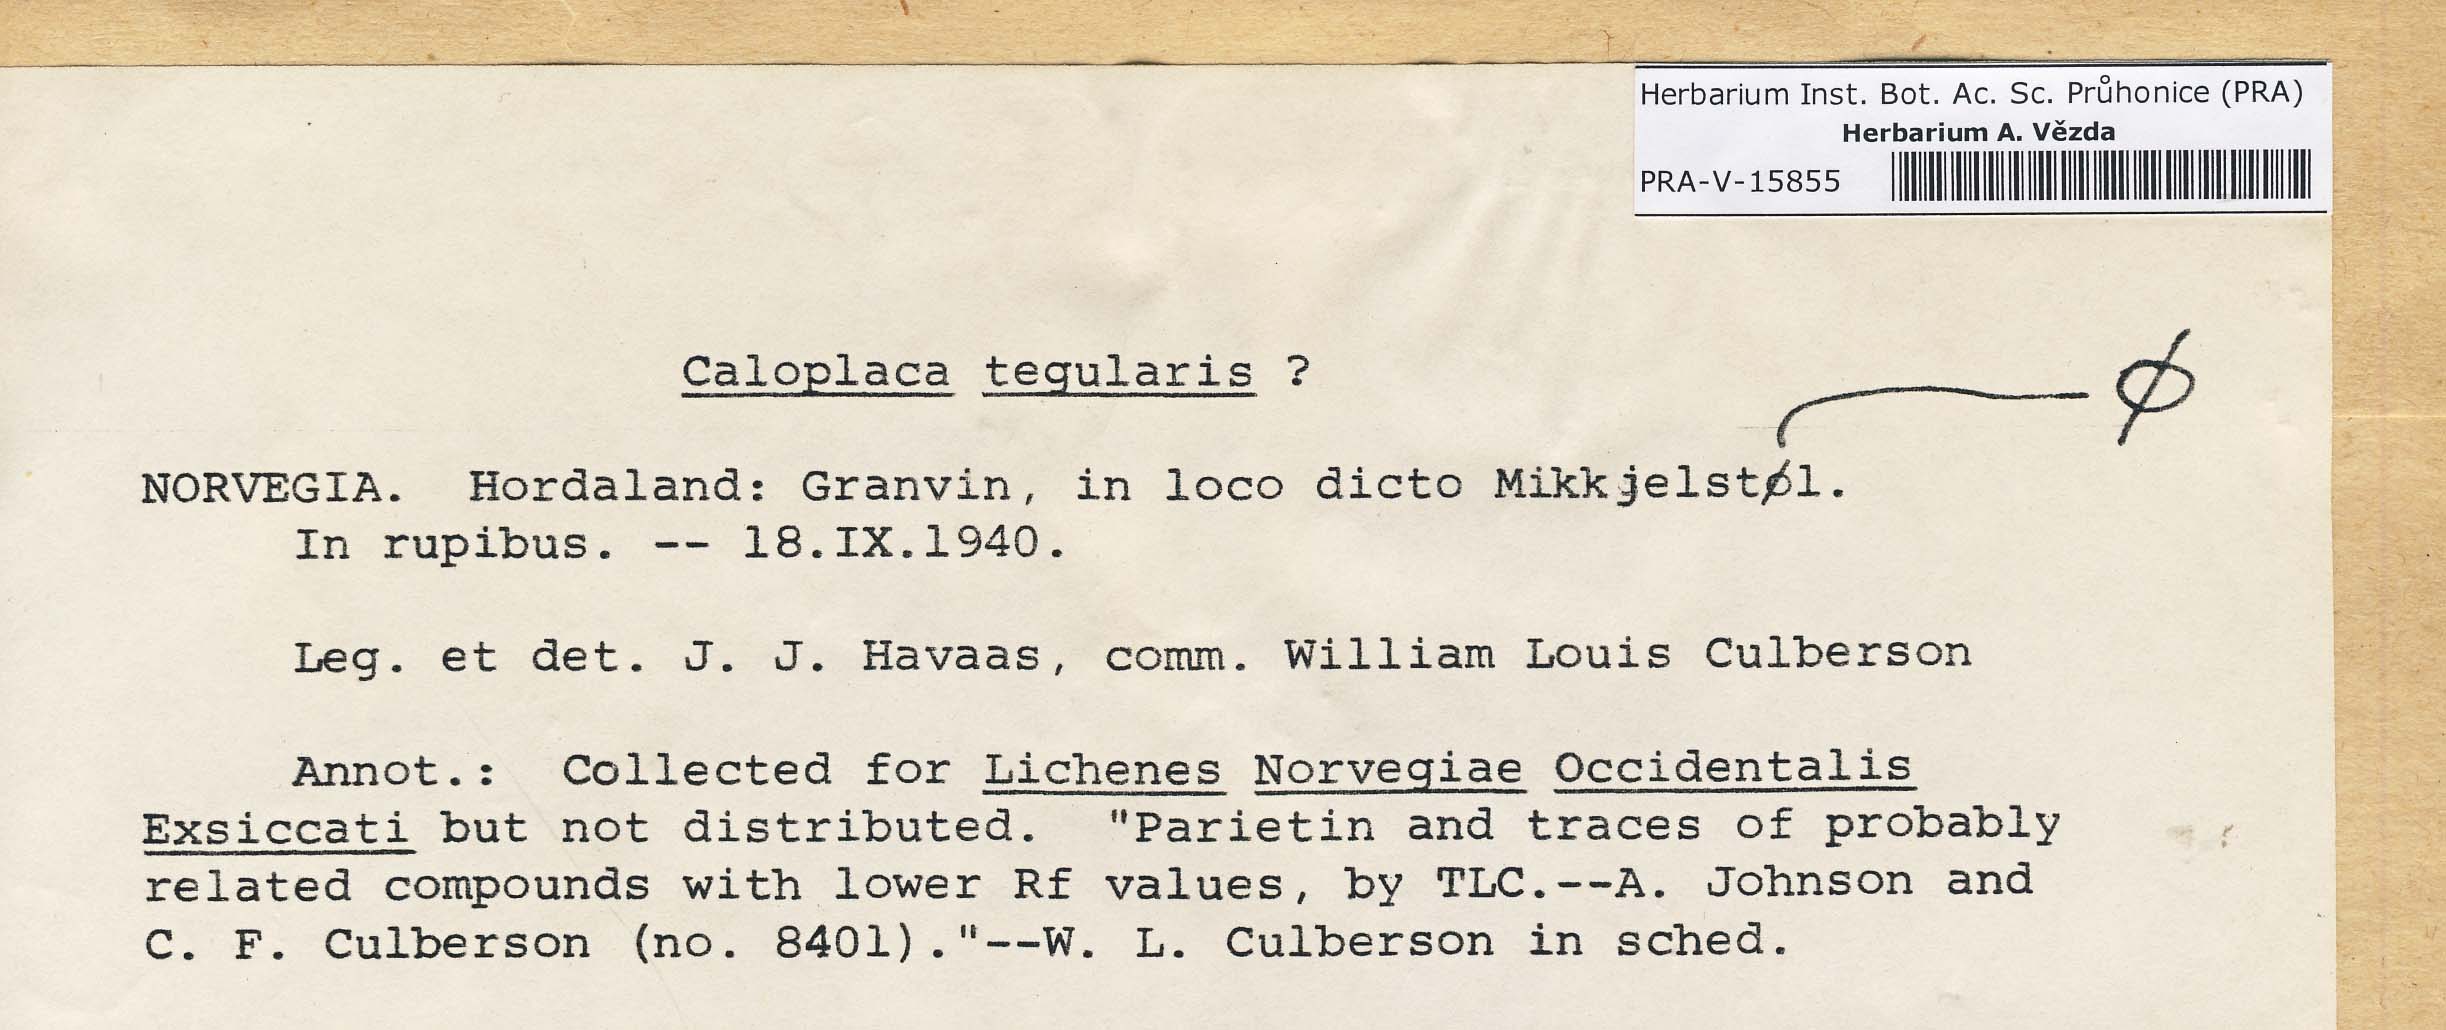 Herbarium Inst. Bot. Ac. Sc. Průhonice (PRA)
Herbarium A. Vězda
PRA-V-15855
Caloplaca tegularis ?
ø
NORVEGIA. Hordaland: Granvin, in loco dicto Mikkjelstøl.
In rupibus. -- 18.IX.1940.
Leg. et det. J. J. Havaas, comm. William Louis Culberson
Annot.: Collected for Lichenes Norvegiae Occidentalis
Exsiccati but not distributed. "Parietin and traces of probably
related compounds with lower Rf values, by TLC.--A. Johnson and
C. F. Culberson (no. 8401)."--W. L. Culberson in sched.